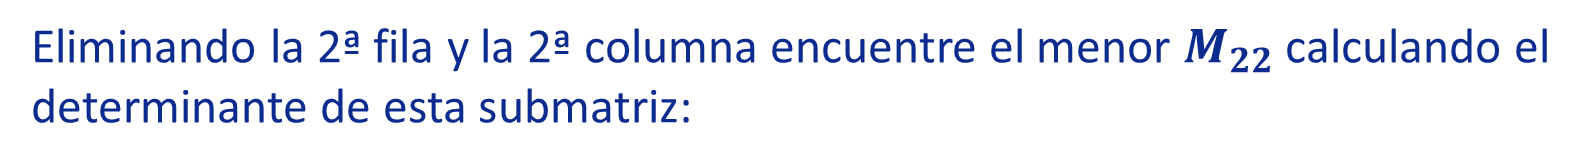 Eliminando la 2ª fila y la 2ª columna encuentre el menor M₂₂ calculando el
determinante de esta submatriz: